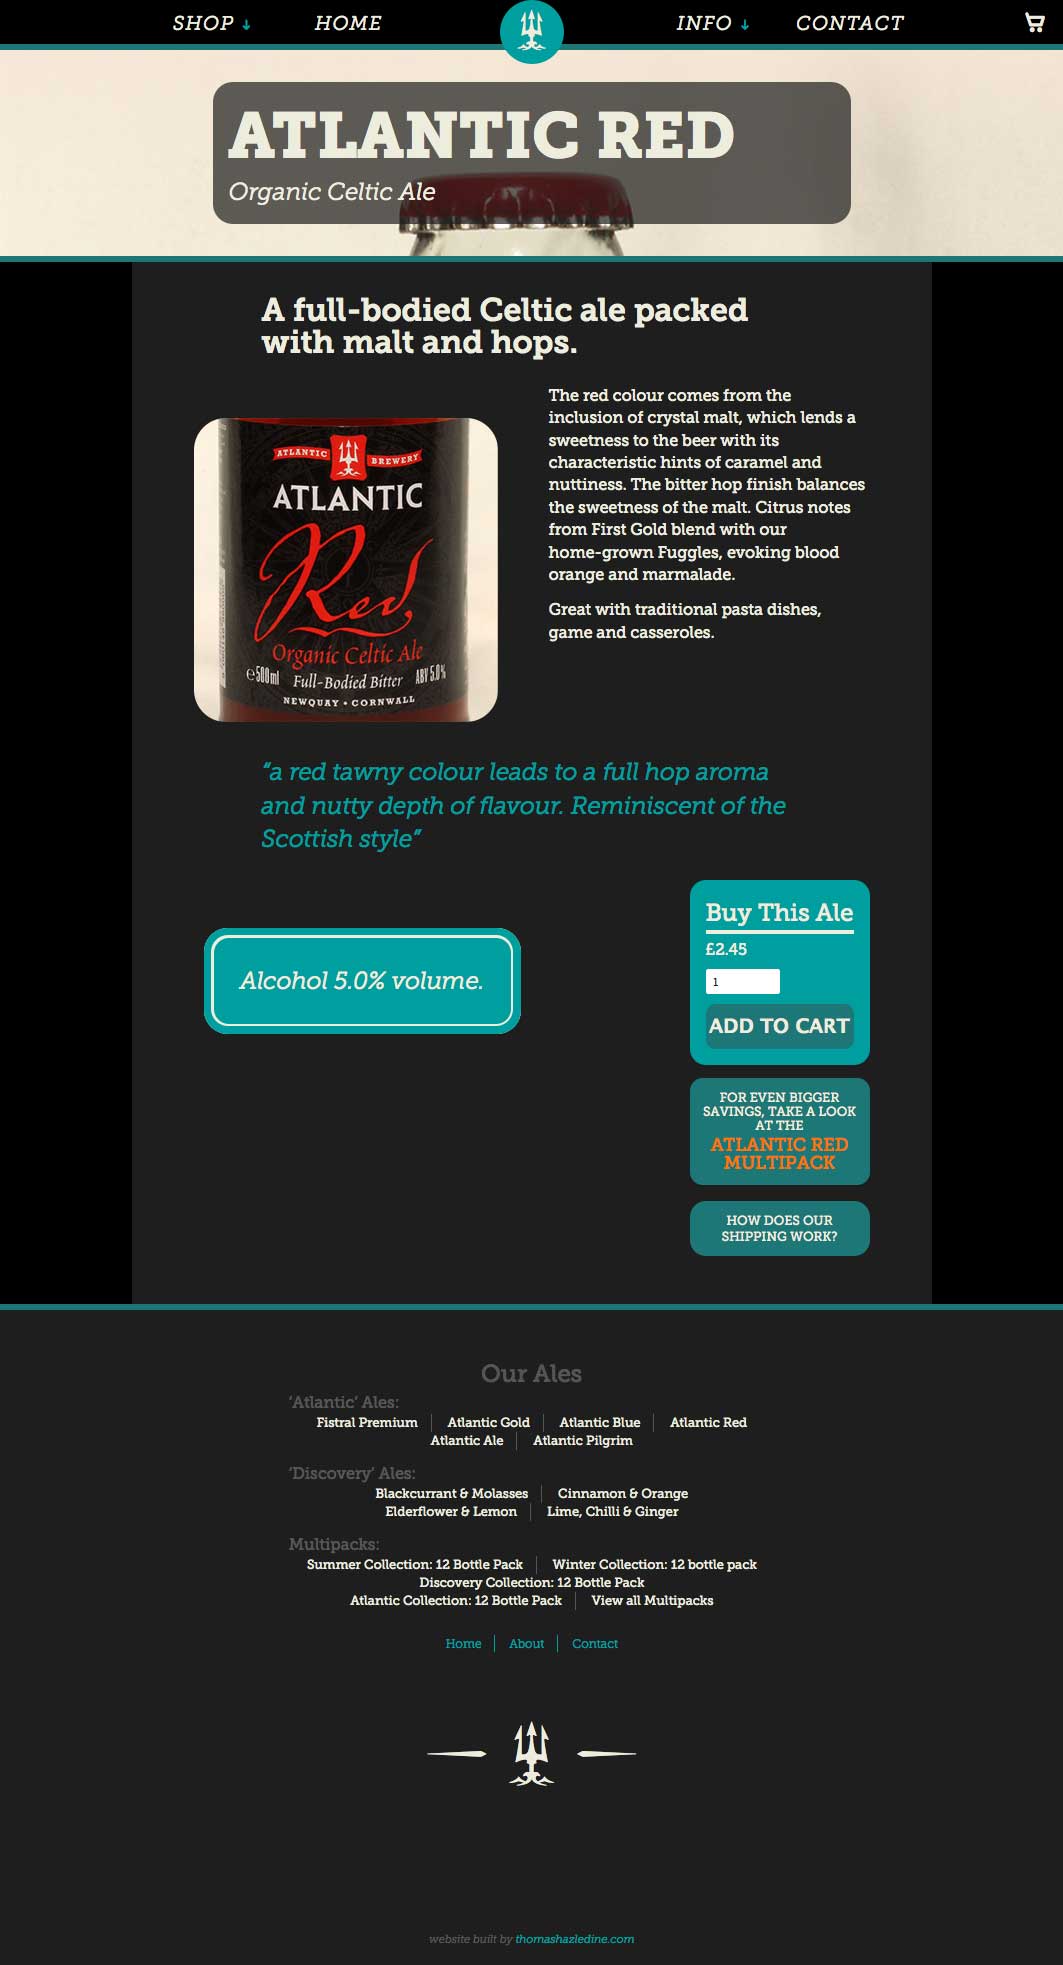 SHOP ↓ HOME INFO ↓ CONTACT
ATLANTIC RED
Organic Celtic Ale
A full-bodied Celtic ale packed
with malt and hops.
The red colour comes from the
inclusion of crystal malt, which lends a
sweetness to the beer with its
characteristic hints of caramel and
nuttiness. The bitter hop finish balances
the sweetness of the malt. Citrus notes
from First Gold blend with our
home-grown Fuggles, evoking blood
orange and marmalade.
Great with traditional pasta dishes,
game and casseroles.
ATLANTIC BREWERY
ATLANTIC
Red
Organic Celtic Ale
℮500ml Full-Bodied Bitter ABV 5.0%
NEWQUAY • CORNWALL
“a red tawny colour leads to a full hop aroma
and nutty depth of flavour. Reminiscent of the
Scottish style”
Alcohol 5.0% volume.
Buy This Ale
£2.45
1
ADD TO CART
FOR EVEN BIGGER
SAVINGS, TAKE A LOOK
AT THE
ATLANTIC RED
MULTIPACK
HOW DOES OUR
SHIPPING WORK?
Our Ales
‘Atlantic’ Ales:
Fistral Premium Atlantic Gold Atlantic Blue Atlantic Red
Atlantic Ale Atlantic Pilgrim
‘Discovery’ Ales:
Blackcurrant & Molasses Cinnamon & Orange
Elderflower & Lemon Lime, Chilli & Ginger
Multipacks:
Summer Collection: 12 Bottle Pack Winter Collection: 12 bottle pack
Discovery Collection: 12 Bottle Pack
Atlantic Collection: 12 Bottle Pack View all Multipacks
Home About Contact
website built by thomashazledine.com